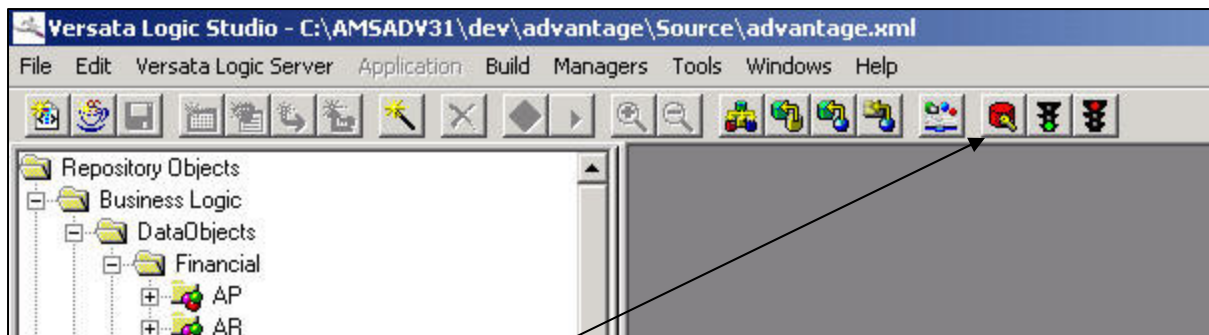 Versata Logic Studio - C:\AMSADV31\dev\advantage\Source\advantage.xml
File Edit Versata Logic Server Application Build Managers Tools Windows Help
Repository Objects
Business Logic
DataObjects
Financial
AP
AR